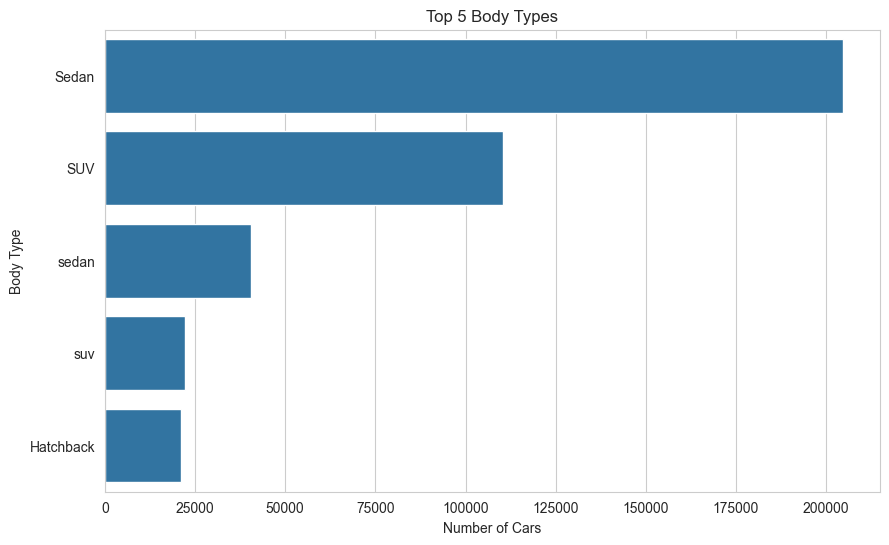 Top 5 Body Types
Body Type
Sedan
SUV
sedan
suv
Hatchback
0 25000 50000 75000 100000 125000 150000 175000 200000
Number of Cars